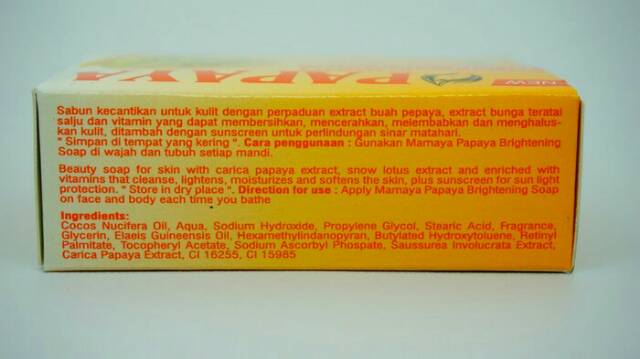 PAPAYA
NEW
Sabun kecantikan untuk kulit dengan perpaduan extract buah pepaya, extract bunga teratai
salju dan vitamin yang dapat membersihkan, mencerahkan, melembabkan dan menghalus-
kan kulit, ditambah dengan sunscreen untuk perlindungan sinar matahari.
" Simpan di tempat yang kering ". Cara penggunaan : Gunakan Mamaya Papaya Brightening
Soap di wajah dan tubuh setiap mandi.
Beauty soap for skin with carica papaya extract, snow lotus extract and enriched with
vitamins that cleanse, lightens, moisturizes and softens the skin, plus sunscreen for sun light
protection. " Store in dry place ". Direction for use : Apply Mamaya Papaya Brightening Soap
on face and body each time you bathe
Ingredients:
Cocos Nucifera Oil, Aqua, Sodium Hydroxide, Propylene Glycol, Stearic Acid, Fragrance,
Glycerin, Elaeis Guineensis Oil, Hexamethylindanopyran, Butylated Hydroxytoluene, Retinyl
Palmitate, Tocopheryl Acetate, Sodium Ascorbyl Phospate, Saussurea Involucrata Extract,
Carica Papaya Extract, CI 16255, CI 15985